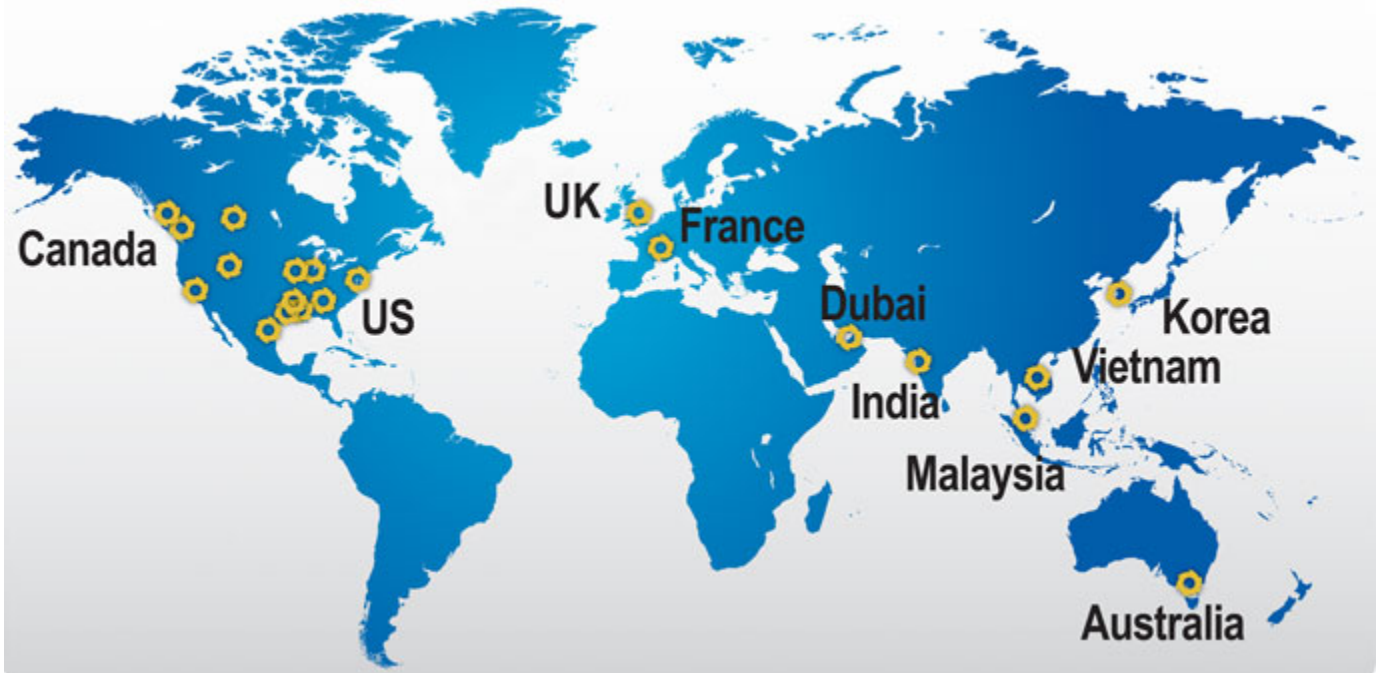 UK
France
Canada
Dubai
US
Korea
Vietnam
India
Malaysia
Australia